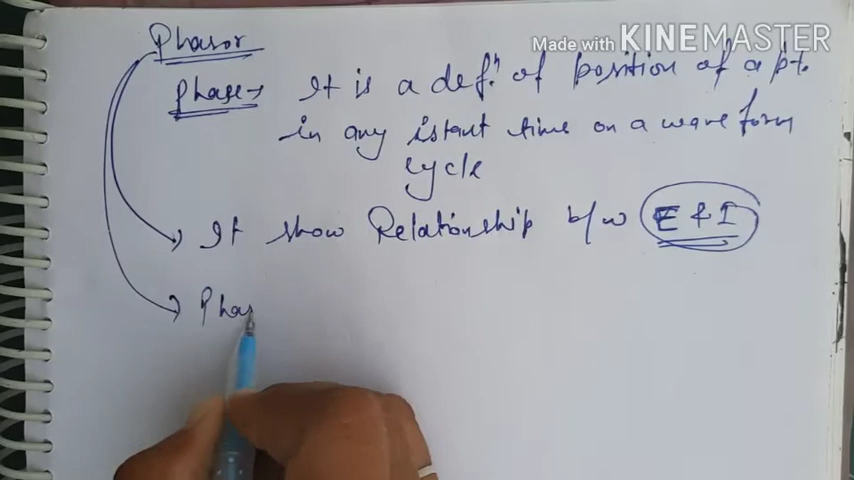 Made with KINEMASTER
Phasor
Phase → It is a defⁿ. of position of a pt.
in any istant time on a wave form
cycle
→ It show Relationship b/w E & I
→ Phas